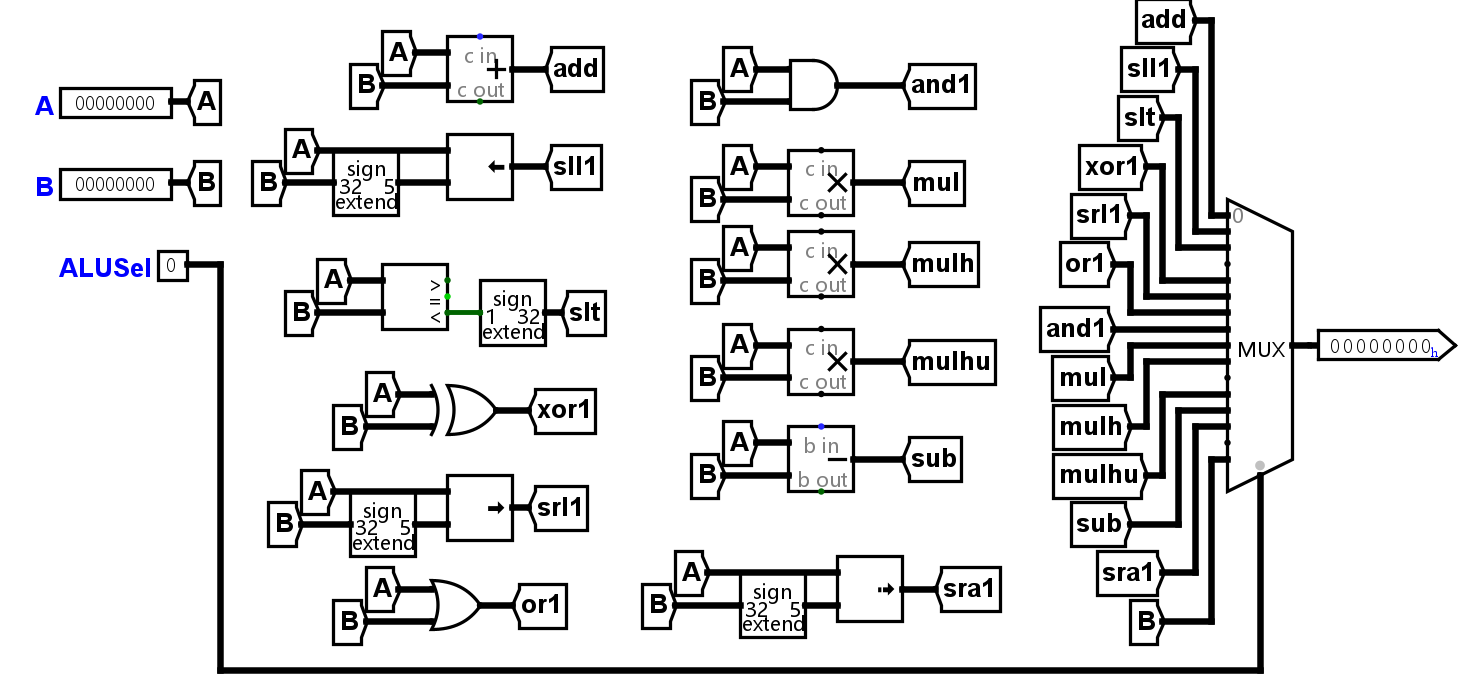 A 00000000 A
B 00000000 B
ALUSel 0
A
B
c in
+
c out
add
A
B
sign
32 5
extend
sll1
A
B
>
=
<
sign
1 32
extend
slt
A
B
xor1
A
B
sign
32 5
extend
srl1
A
B
or1
A
B
and1
A
B
c in
×
c out
mul
A
B
c in
×
c out
mulh
A
B
c in
×
c out
mulhu
A
B
b in
−
b out
sub
A
B
sign
32 5
extend
sra1
add
sll1
slt
xor1
srl1
or1
and1
mul
mulh
mulhu
sub
sra1
B
0
MUX
00000000h